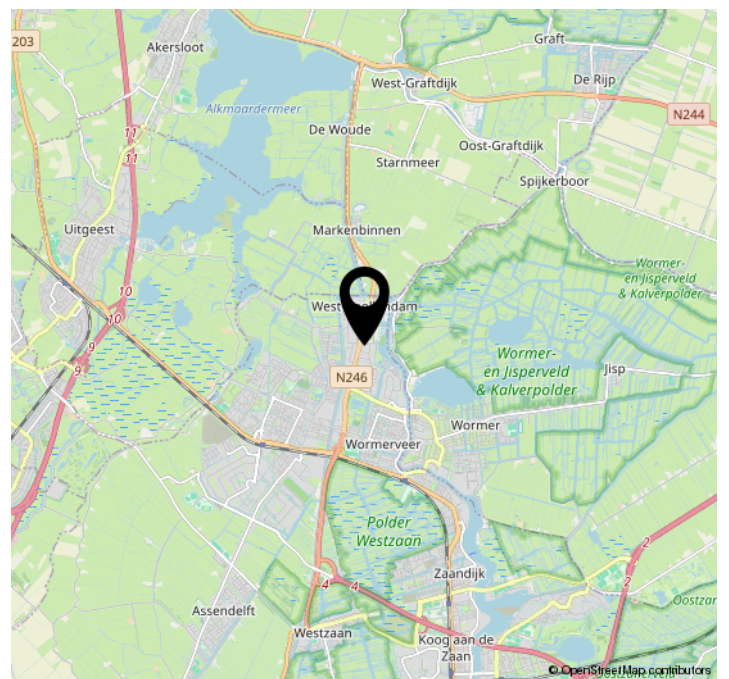 203
Akersloot
Graft
West-Graftdijk
De Rijp
Alkmaardermeer
N244
De Woude
11
11
Oost-Graftdijk
Starnmeer
Spijkerboor
Uitgeest
Markenbinnen
Wormer-
en Jisperveld
& Kalverpolder
10
10
9
9
Wormer-
en Jisperveld
& Kalverpolder
Jisp
N246
Wormer
Wormerveer
Polder
Westzaan
2
2
Zaandijk
4
4
Assendelft
Westzaan
Koog aan de
Zaan
© OpenStreetMap contributors